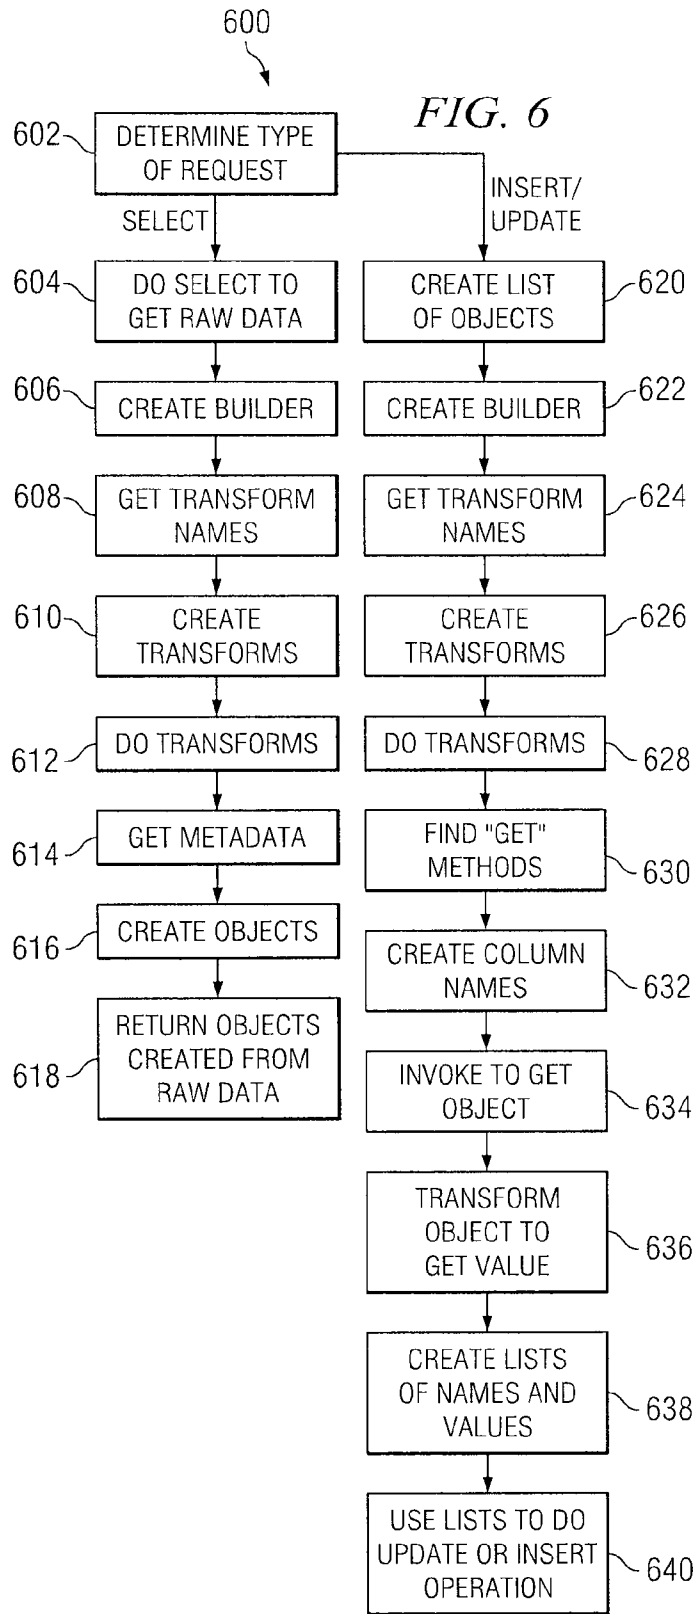 600
FIG. 6
602
DETERMINE TYPE
OF REQUEST
SELECT
INSERT/
UPDATE
604
DO SELECT TO
GET RAW DATA
606
CREATE BUILDER
608
GET TRANSFORM
NAMES
610
CREATE
TRANSFORMS
612
DO TRANSFORMS
614
GET METADATA
616
CREATE OBJECTS
618
RETURN OBJECTS
CREATED FROM
RAW DATA
CREATE LIST
OF OBJECTS
620
CREATE BUILDER
622
GET TRANSFORM
NAMES
624
CREATE
TRANSFORMS
626
DO TRANSFORMS
628
FIND "GET"
METHODS
630
CREATE COLUMN
NAMES
632
INVOKE TO GET
OBJECT
634
TRANSFORM
OBJECT TO
GET VALUE
636
CREATE LISTS
OF NAMES AND
VALUES
638
USE LISTS TO DO
UPDATE OR INSERT
OPERATION
640